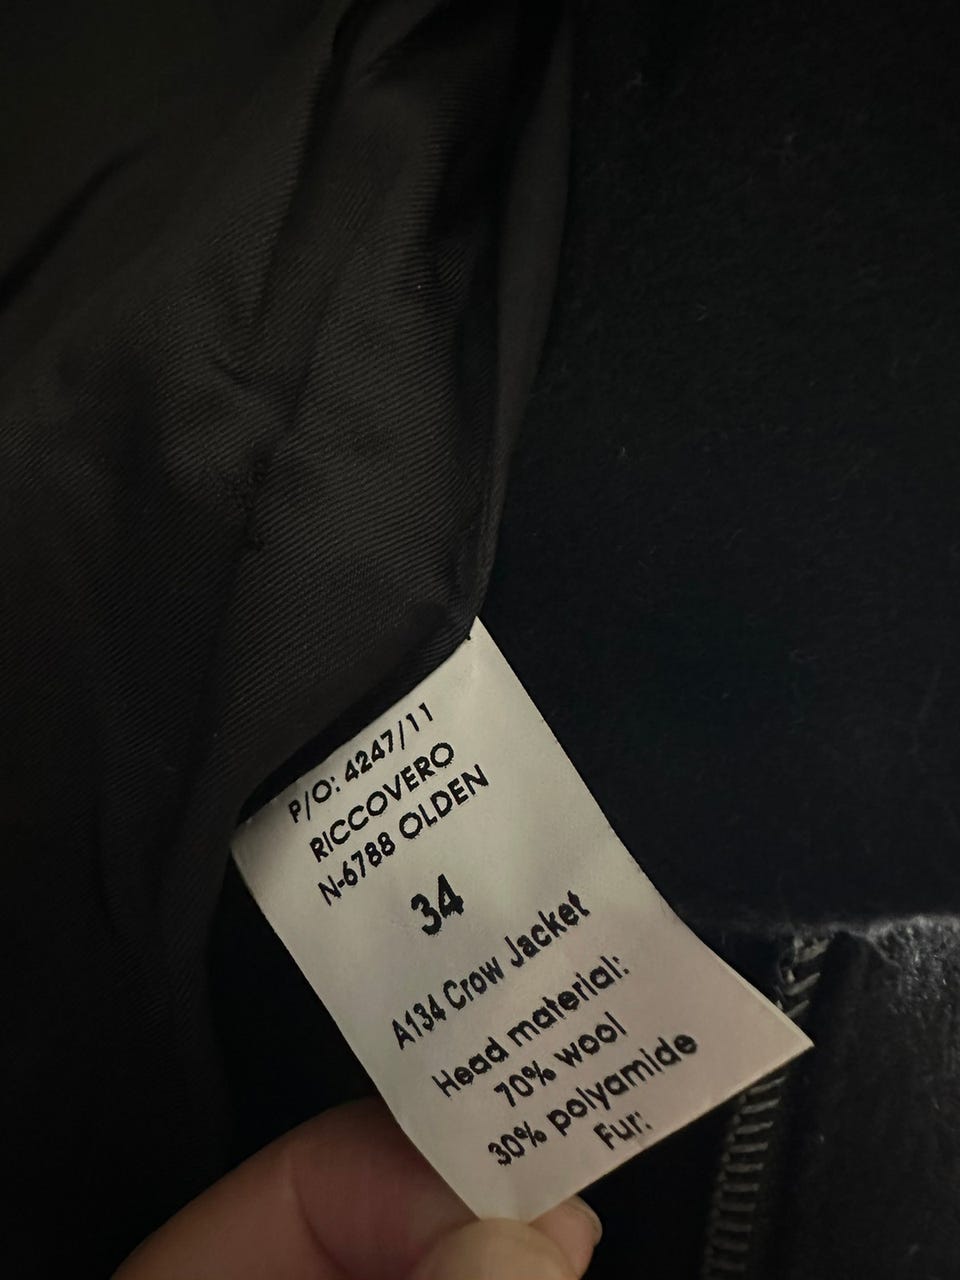 P/O: 4247/11
RICCOVERO
N-6788 OLDEN
34
A134 Crow Jacket
Head material:
70% wool
30% polyamide
Fur: